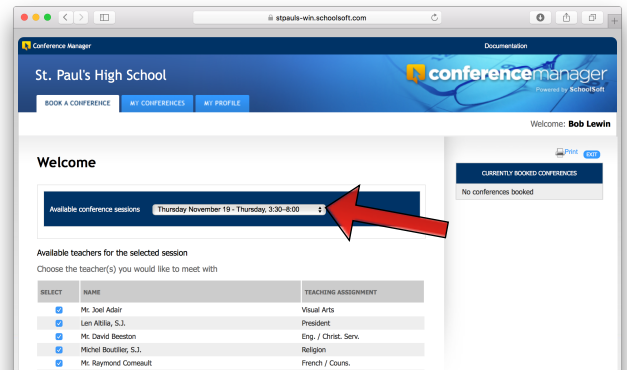 stpauls-win.schoolsoft.com
Conference Manager
Documentation
St. Paul's High School
conferencemanager
Powered by SchoolSoft
BOOK A CONFERENCE MY CONFERENCES MY PROFILE
Welcome: Bob Lewin
Print EXIT
Welcome
CURRENTLY BOOKED CONFERENCES
No conferences booked
Available conference sessions Thursday November 19 - Thursday, 3:30–8:00
Available teachers for the selected session
Choose the teacher(s) you would like to meet with
SELECT NAME TEACHING ASSIGNMENT
Mr. Joel Adair Visual Arts
Len Altilia, S.J. President
Mr. David Beeston Eng. / Christ. Serv.
Michel Boutilier, S.J. Religion
Mr. Raymond Comeault French / Couns.